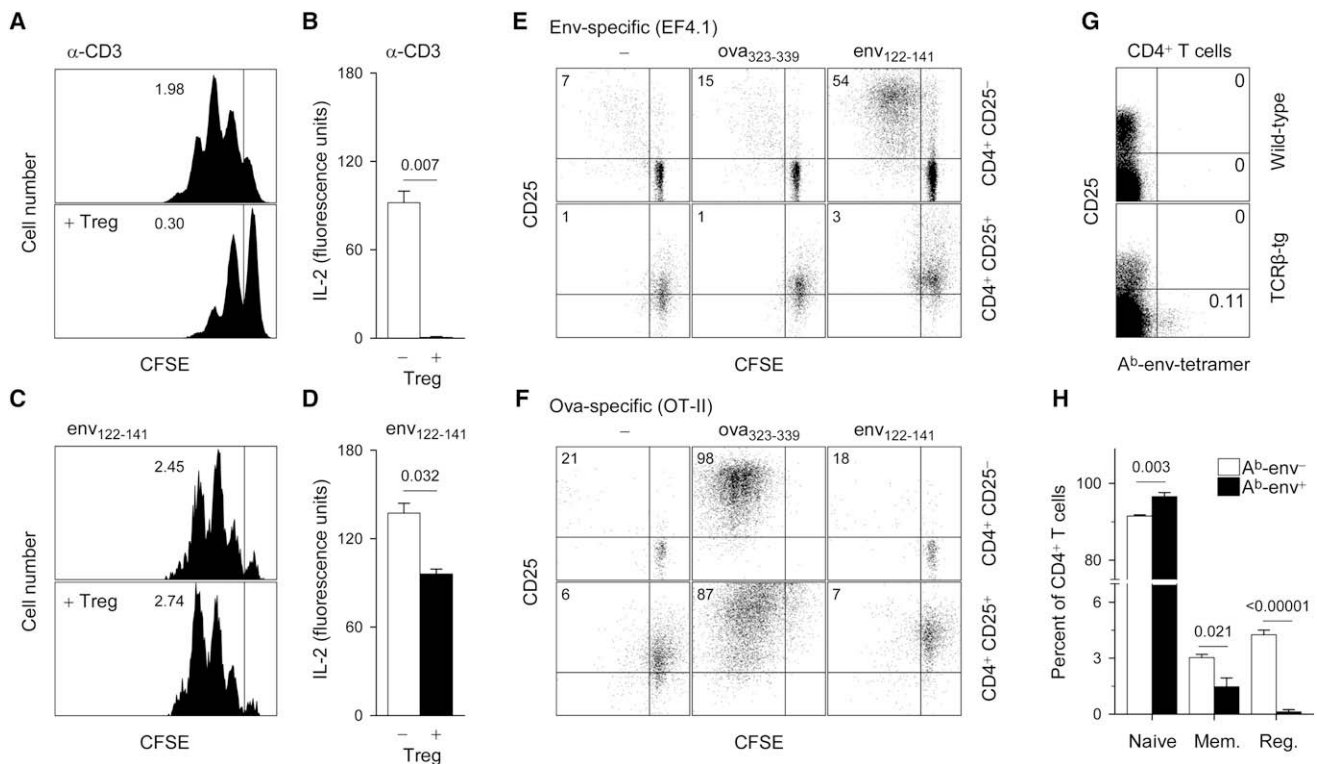 A
α-CD3
1.98
+ Treg
0.30
Cell number
CFSE
B
α-CD3
180
120
60
0
0.007
IL-2 (fluorescence units)
− +
Treg
C
env122-141
2.45
+ Treg
2.74
Cell number
CFSE
D
env122-141
180
120
60
0
0.032
IL-2 (fluorescence units)
− +
Treg
E
Env-specific (EF4.1)
− ova323-339 env122-141
7 15 54
CD4+ CD25−
1 1 3
CD4+ CD25+
CD25
CFSE
F
Ova-specific (OT-II)
− ova323-339 env122-141
21 98 18
CD4+ CD25−
6 87 7
CD4+ CD25+
CD25
CFSE
G
CD4+ T cells
0
0
Wild-type
0
0.11
TCRβ-tg
CD25
Ab-env-tetramer
H
Ab-env−
Ab-env+
100
80
6
3
0
0.003
0.021
<0.00001
Percent of CD4+ T cells
Naive Mem. Reg.